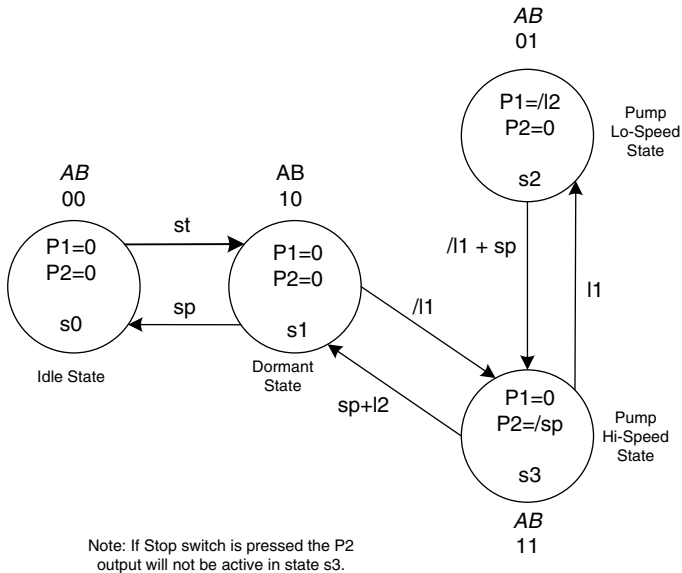 AB
01
P1=/l2
P2=0
s2
Pump
Lo-Speed
State
AB
00
P1=0
P2=0
s0
Idle State
st
sp
AB
10
P1=0
P2=0
s1
Dormant
State
/l1
sp+l2
/l1 + sp
l1
P1=0
P2=/sp
s3
Pump
Hi-Speed
State
AB
11
Note: If Stop switch is pressed the P2
output will not be active in state s3.